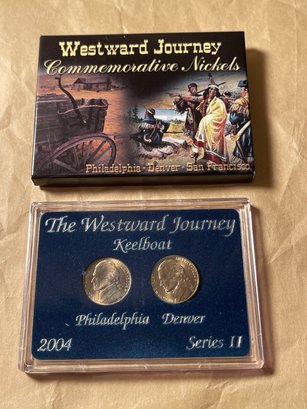 Westward Journey
Commemorative Nickels
Philadelphia - Denver - San Francisco
The Westward Journey
Keelboat
Philadelphia Denver
2004 Series II